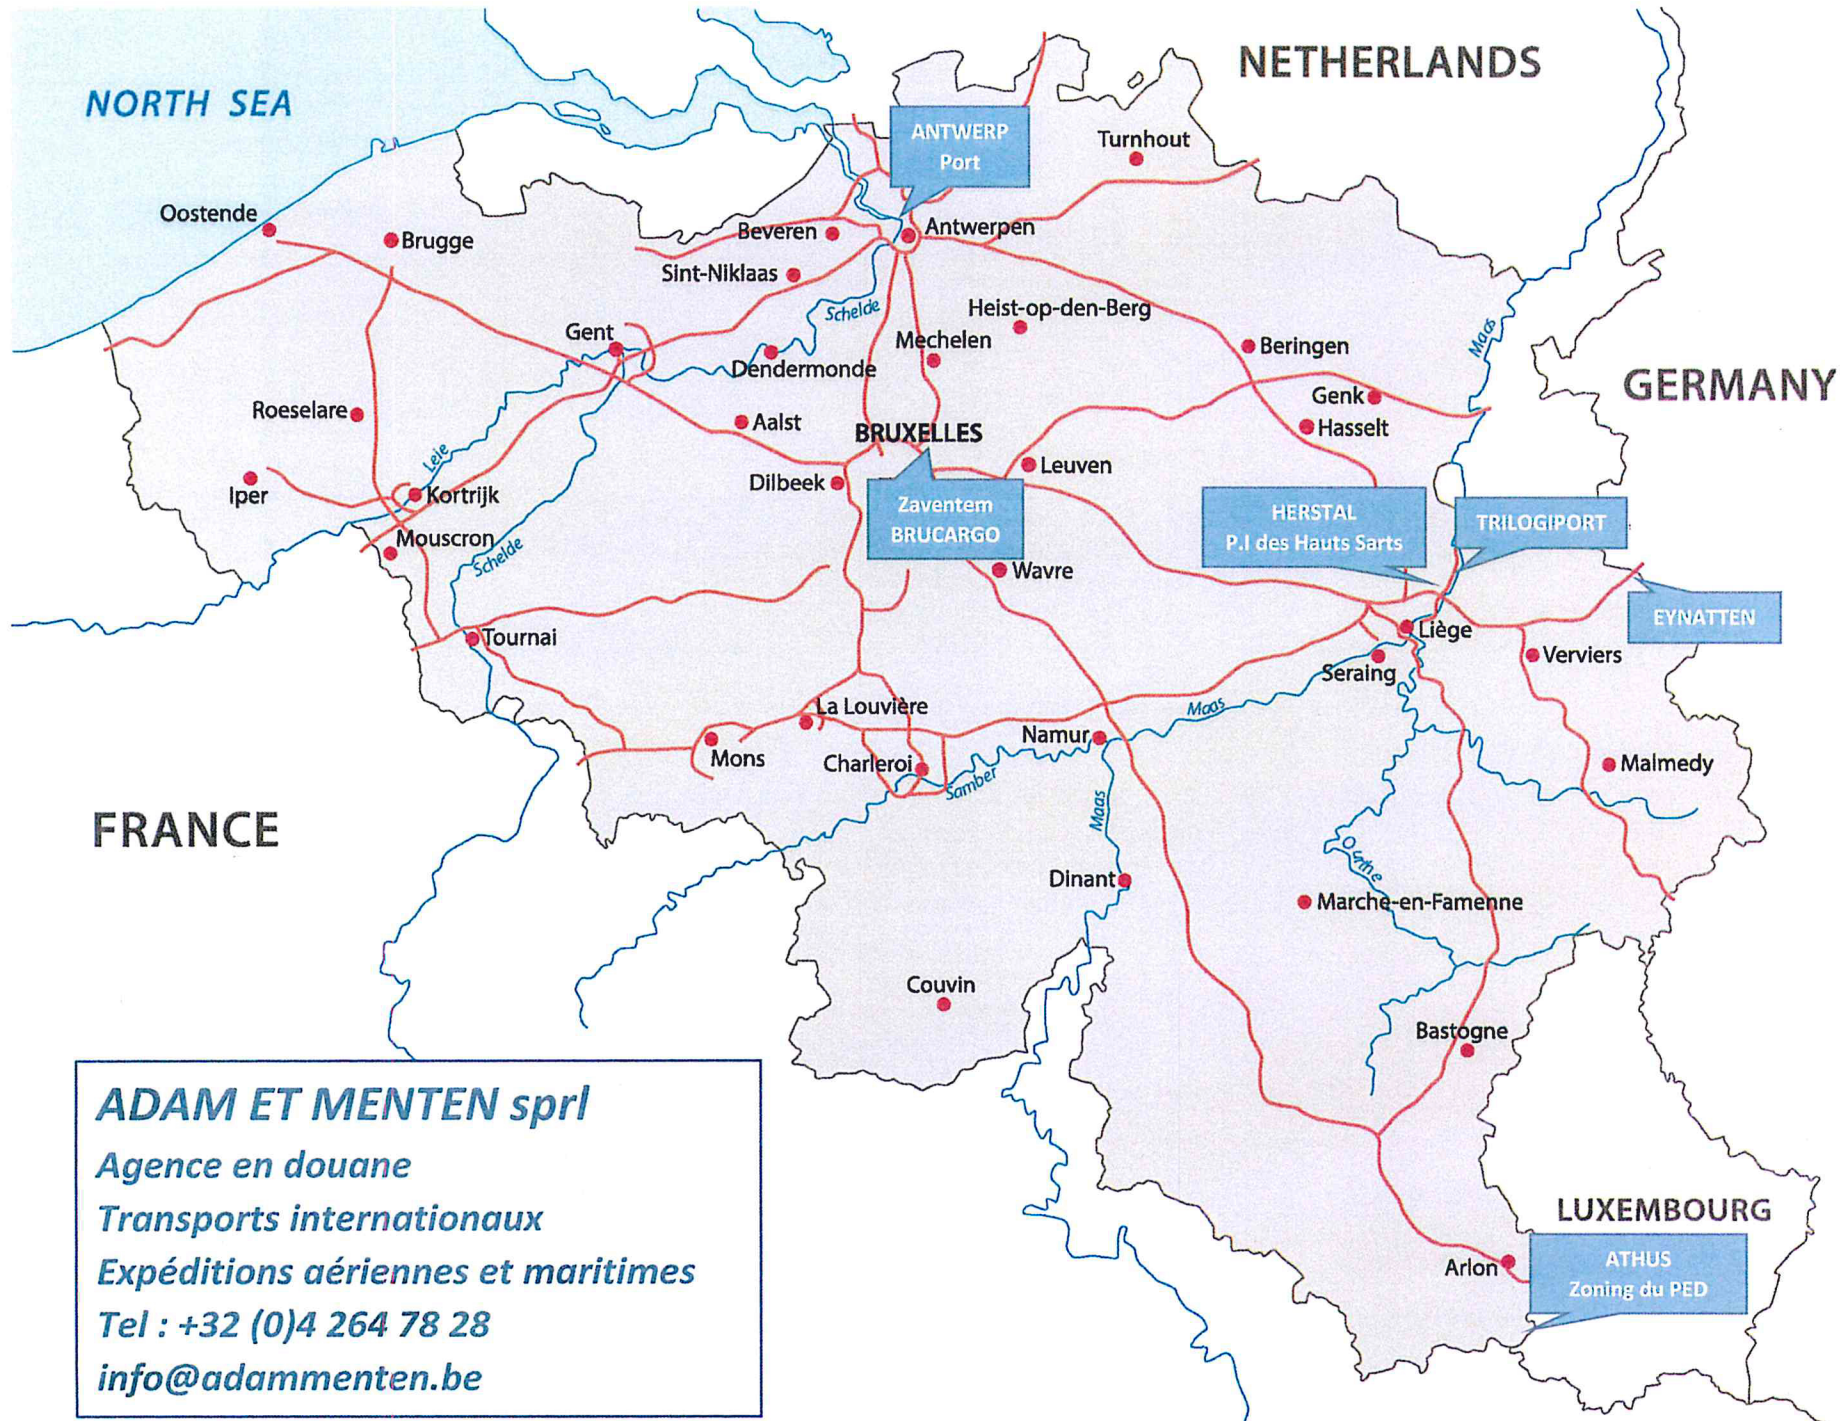 NETHERLANDS
NORTH SEA
ANTWERP
Port
Turnhout
Oostende
Brugge
Beveren
Antwerpen
Sint-Niklaas
Schelde
Heist-op-den-Berg
Gent
Mechelen
Beringen
Maas
Dendermonde
GERMANY
Genk
Roeselare
Aalst
BRUXELLES
Hasselt
Leie
Leuven
Iper
Kortrijk
Dilbeek
Zaventem
BRUCARGO
HERSTAL
P.I des Hauts Sarts
TRILOGIPORT
Mouscron
Schelde
Wavre
EYNATTEN
Tournai
Liège
Verviers
Seraing
La Louvière
Maas
Namur
Mons
Charleroi
Samber
Malmedy
Maas
FRANCE
Ourthe
Dinant
Marche-en-Famenne
Couvin
Bastogne
ADAM ET MENTEN sprl
Agence en douane
Transports internationaux
Expéditions aériennes et maritimes
Tel : +32 (0)4 264 78 28
info@adammenten.be
LUXEMBOURG
Arlon
ATHUS
Zoning du PED